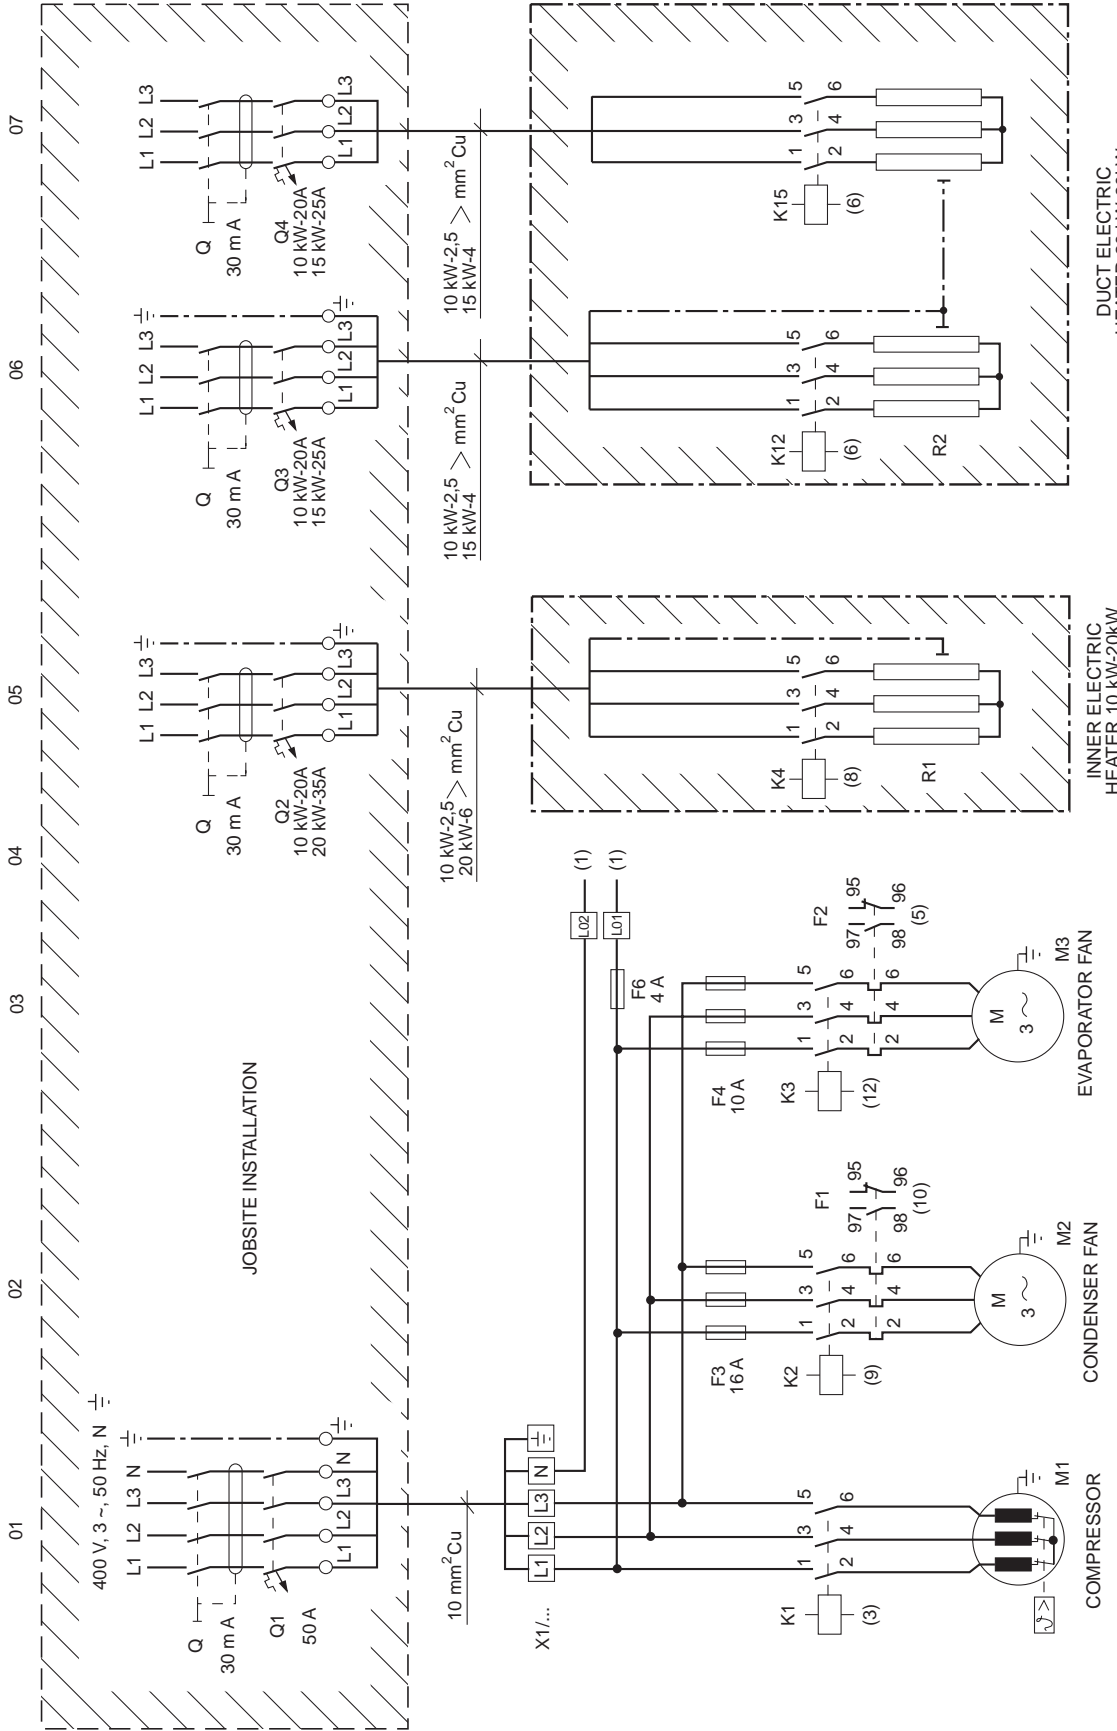 01
02
03
04
05
06
07
400 V, 3 ~, 50 Hz, N
L1
L2
L3
N
Q
30 m A
Q1
50 A
L1
L2
L3
N
JOBSITE INSTALLATION
L1
L2
L3
Q
30 m A
Q2
10 kW-20A
20 kW-35A
L1
L2
L3
L1
L2
L3
Q
30 m A
Q3
10 kW-20A
15 kW-25A
L1
L2
L3
L1
L2
L3
Q
30 m A
Q4
10 kW-20A
15 kW-25A
L1
L2
L3
10 mm² Cu
10 kW-2,5
20 kW-6
> mm² Cu
10 kW-2,5
15 kW-4
> mm² Cu
10 kW-2,5
15 kW-4
> mm² Cu
X1/...
L1
L2
L3
N
L02
(1)
L01
(1)
F6
4 A
F3
16 A
F4
10 A
K1
(3)
1
3
5
2
4
6
K2
(9)
1
3
5
2
4
6
2
4
6
F1
97
95
98
96
(10)
K3
(12)
1
3
5
2
4
6
2
4
6
F2
97
95
98
96
(5)
K4
(8)
1
3
5
2
4
6
R1
K12
(6)
1
3
5
2
4
6
R2
K15
(6)
1
3
5
2
4
6
ϑ>
M1
COMPRESSOR
M
3 ~
M2
CONDENSER FAN
M
3 ~
M3
EVAPORATOR FAN
INNER ELECTRIC
HEATER 10 kW-20kW
DUCT ELECTRIC